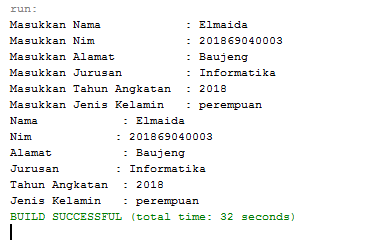 run:
Masukkan Nama            : Elmaida
Masukkan Nim             : 201869040003
Masukkan Alamat          : Baujeng
Masukkan Jurusan         : Informatika
Masukkan Tahun Angkatan  : 2018
Masukkan Jenis Kelamin   : perempuan
Nama            : Elmaida
Nim            : 201869040003
Alamat          : Baujeng
Jurusan        : Informatika
Tahun Angkatan  : 2018
Jenis Kelamin   : perempuan
BUILD SUCCESSFUL (total time: 32 seconds)